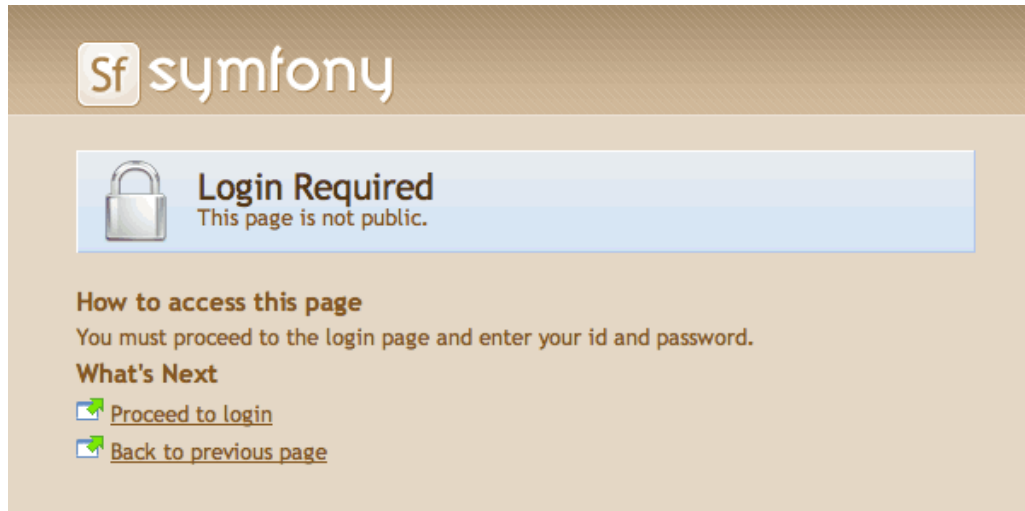 Sf symfony
Login Required
This page is not public.
How to access this page
You must proceed to the login page and enter your id and password.
What's Next
Proceed to login
Back to previous page